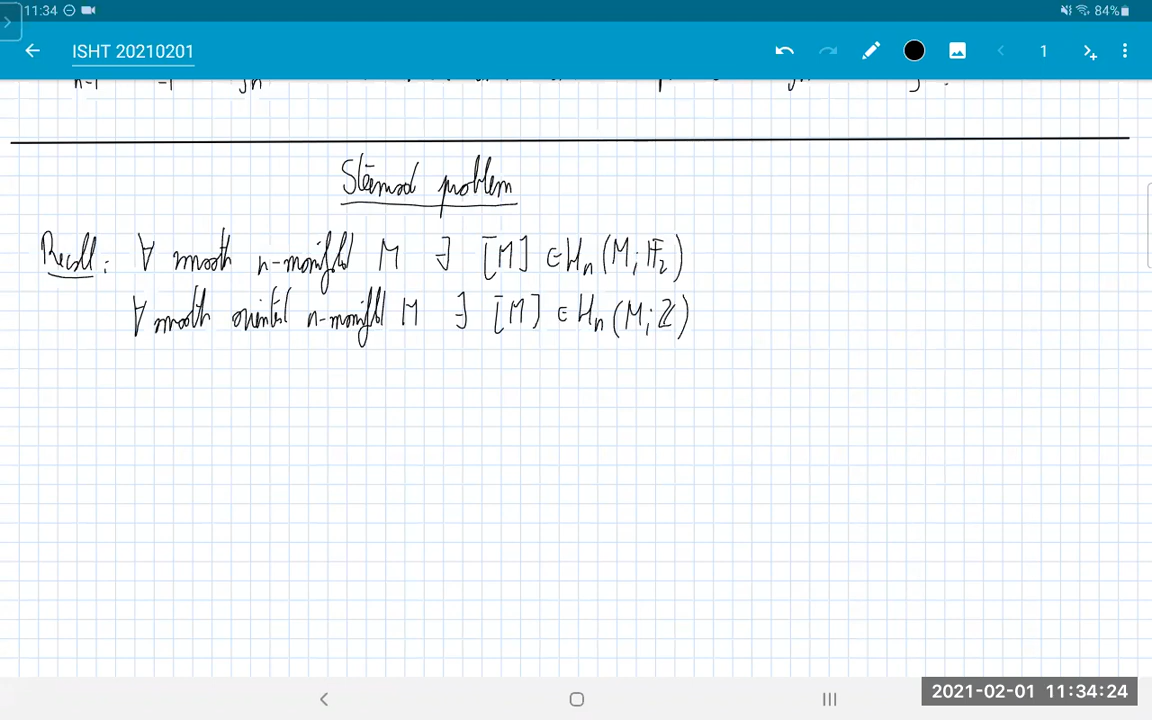 11:34 84%
ISHT 20210201 1
Steenrod problem
Recall: ∀ smooth n-manifold M ∃ [M] ∈ Hₙ(M; 𝔽₂)
∀ smooth oriented n-manifold M ∃ [M] ∈ Hₙ(M; ℤ)
2021-02-01 11:34:24